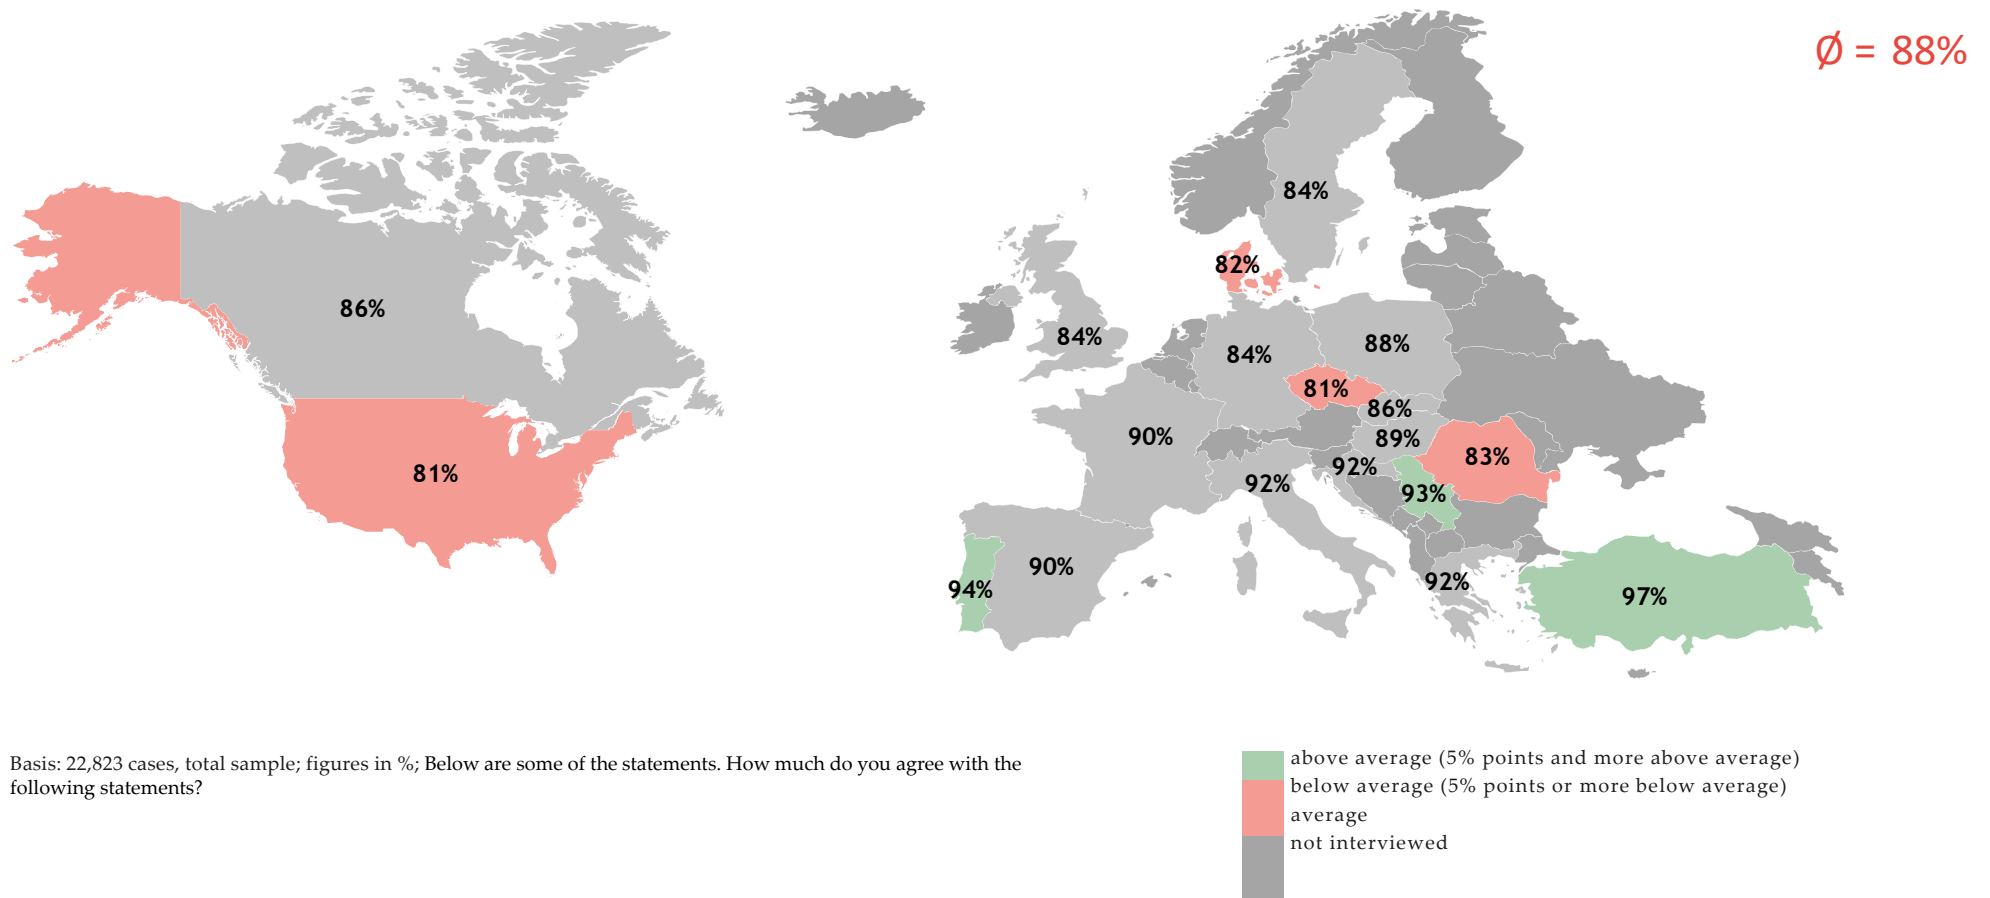 Ø = 88%
84%
82%
86%
84%
88%
84%
81%
86%
90%
89%
83%
92%
81%
92%
93%
90%
92%
94%
97%
Basis: 22,823 cases, total sample; figures in %; Below are some of the statements. How much do you agree with the
following statements?
above average (5% points and more above average)
below average (5% points or more below average)
average
not interviewed